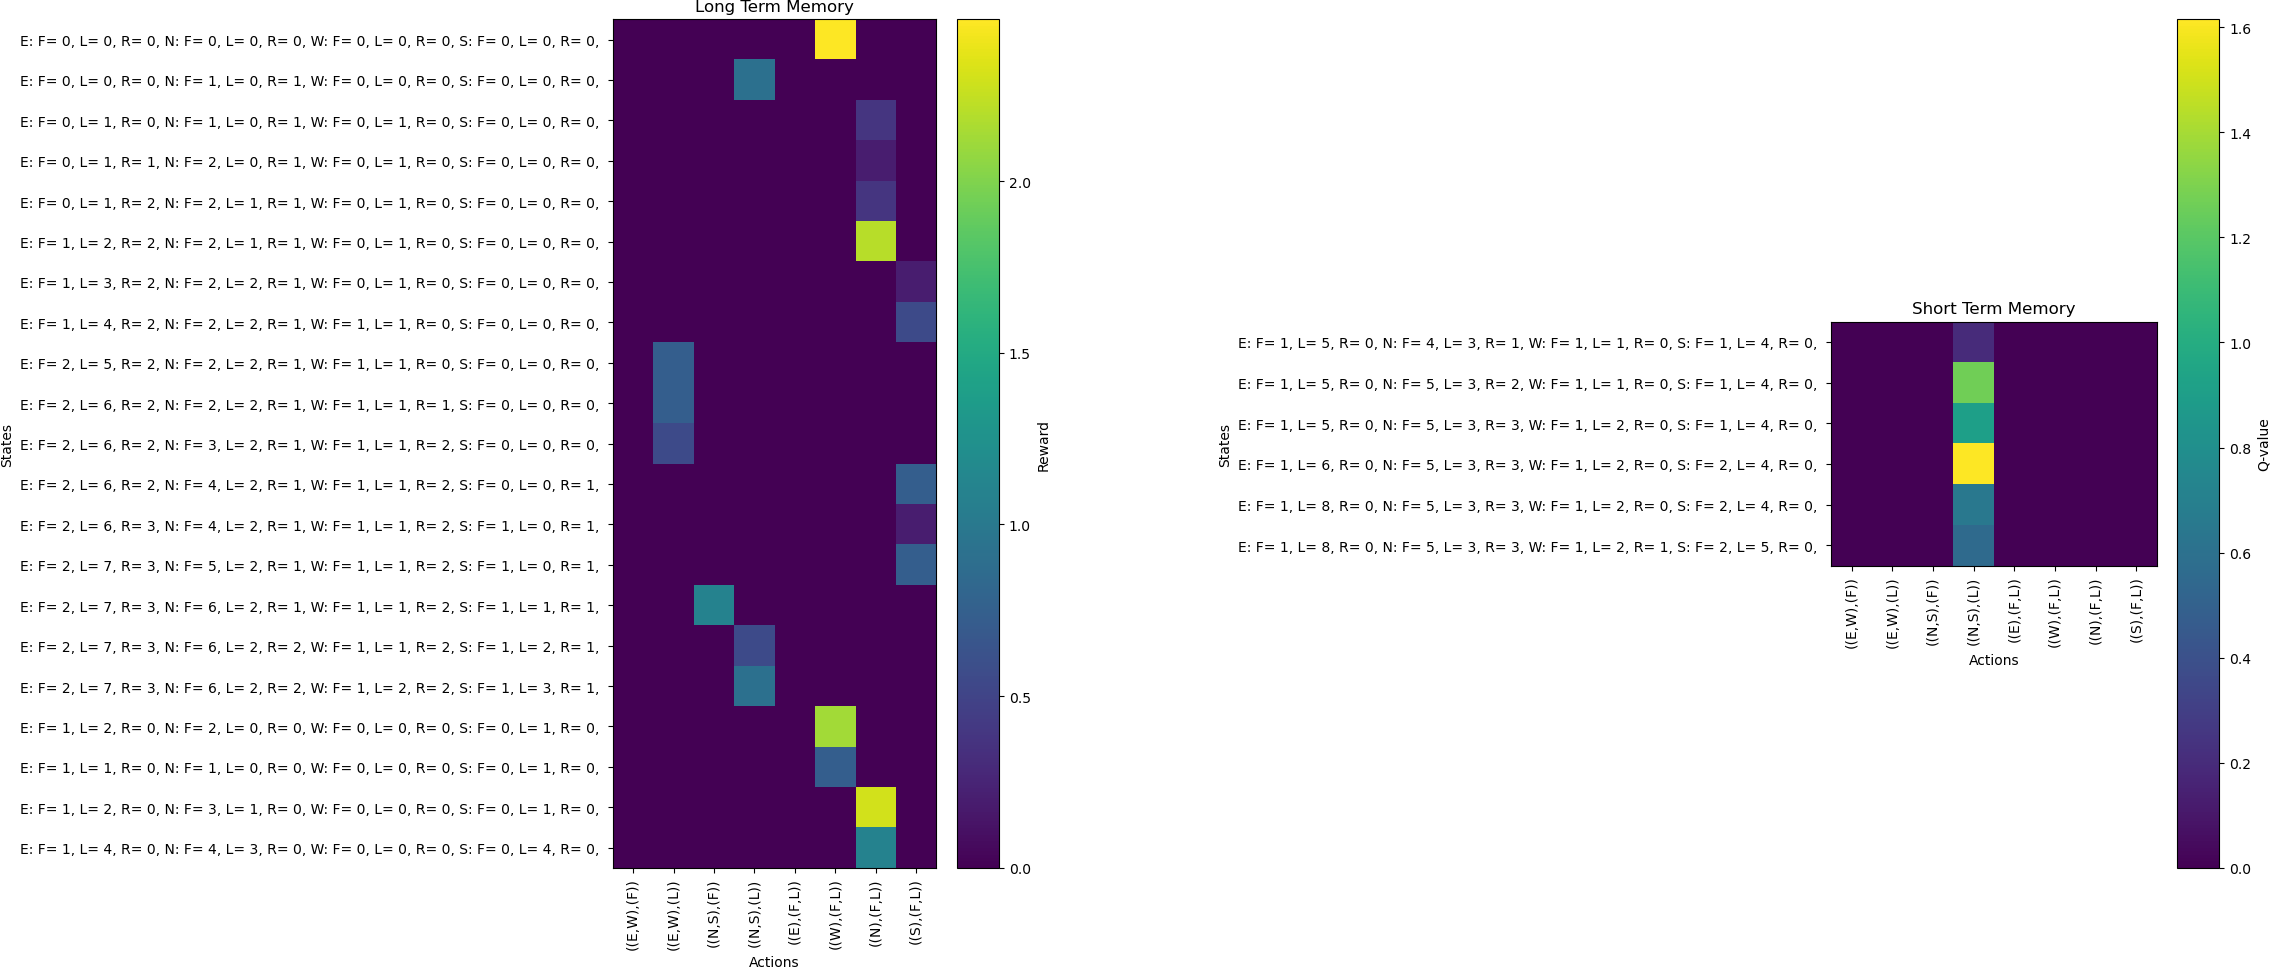 Long Term Memory
E: F= 0, L= 0, R= 0, N: F= 0, L= 0, R= 0, W: F= 0, L= 0, R= 0, S: F= 0, L= 0, R= 0,
E: F= 0, L= 0, R= 0, N: F= 1, L= 0, R= 1, W: F= 0, L= 0, R= 0, S: F= 0, L= 0, R= 0,
E: F= 0, L= 1, R= 0, N: F= 1, L= 0, R= 1, W: F= 0, L= 1, R= 0, S: F= 0, L= 0, R= 0,
E: F= 0, L= 1, R= 1, N: F= 2, L= 0, R= 1, W: F= 0, L= 1, R= 0, S: F= 0, L= 0, R= 0,
E: F= 0, L= 1, R= 2, N: F= 2, L= 1, R= 1, W: F= 0, L= 1, R= 0, S: F= 0, L= 0, R= 0,
E: F= 1, L= 2, R= 2, N: F= 2, L= 1, R= 1, W: F= 0, L= 1, R= 0, S: F= 0, L= 0, R= 0,
E: F= 1, L= 3, R= 2, N: F= 2, L= 2, R= 1, W: F= 0, L= 1, R= 0, S: F= 0, L= 0, R= 0,
E: F= 1, L= 4, R= 2, N: F= 2, L= 2, R= 1, W: F= 1, L= 1, R= 0, S: F= 0, L= 0, R= 0,
E: F= 2, L= 5, R= 2, N: F= 2, L= 2, R= 1, W: F= 1, L= 1, R= 0, S: F= 0, L= 0, R= 0,
E: F= 2, L= 6, R= 2, N: F= 2, L= 2, R= 1, W: F= 1, L= 1, R= 1, S: F= 0, L= 0, R= 0,
E: F= 2, L= 6, R= 2, N: F= 3, L= 2, R= 1, W: F= 1, L= 1, R= 2, S: F= 0, L= 0, R= 0,
E: F= 2, L= 6, R= 2, N: F= 4, L= 2, R= 1, W: F= 1, L= 1, R= 2, S: F= 0, L= 0, R= 1,
E: F= 2, L= 6, R= 3, N: F= 4, L= 2, R= 1, W: F= 1, L= 1, R= 2, S: F= 1, L= 0, R= 1,
E: F= 2, L= 7, R= 3, N: F= 5, L= 2, R= 1, W: F= 1, L= 1, R= 2, S: F= 1, L= 0, R= 1,
E: F= 2, L= 7, R= 3, N: F= 6, L= 2, R= 1, W: F= 1, L= 1, R= 2, S: F= 1, L= 1, R= 1,
E: F= 2, L= 7, R= 3, N: F= 6, L= 2, R= 2, W: F= 1, L= 1, R= 2, S: F= 1, L= 2, R= 1,
E: F= 2, L= 7, R= 3, N: F= 6, L= 2, R= 2, W: F= 1, L= 2, R= 2, S: F= 1, L= 3, R= 1,
E: F= 1, L= 2, R= 0, N: F= 2, L= 0, R= 0, W: F= 0, L= 0, R= 0, S: F= 0, L= 1, R= 0,
E: F= 1, L= 1, R= 0, N: F= 1, L= 0, R= 0, W: F= 0, L= 0, R= 0, S: F= 0, L= 1, R= 0,
E: F= 1, L= 2, R= 0, N: F= 3, L= 1, R= 0, W: F= 0, L= 0, R= 0, S: F= 0, L= 1, R= 0,
E: F= 1, L= 4, R= 0, N: F= 4, L= 3, R= 0, W: F= 0, L= 0, R= 0, S: F= 0, L= 4, R= 0,
States
((E,W),(F))
((E,W),(L))
((N,S),(F))
((N,S),(L))
((E),(F,L))
((W),(F,L))
((N),(F,L))
((S),(F,L))
Actions
2.0
1.5
1.0
0.5
0.0
Reward
Short Term Memory
E: F= 1, L= 5, R= 0, N: F= 4, L= 3, R= 1, W: F= 1, L= 1, R= 0, S: F= 1, L= 4, R= 0,
E: F= 1, L= 5, R= 0, N: F= 5, L= 3, R= 2, W: F= 1, L= 1, R= 0, S: F= 1, L= 4, R= 0,
E: F= 1, L= 5, R= 0, N: F= 5, L= 3, R= 3, W: F= 1, L= 2, R= 0, S: F= 1, L= 4, R= 0,
E: F= 1, L= 6, R= 0, N: F= 5, L= 3, R= 3, W: F= 1, L= 2, R= 0, S: F= 2, L= 4, R= 0,
E: F= 1, L= 8, R= 0, N: F= 5, L= 3, R= 3, W: F= 1, L= 2, R= 0, S: F= 2, L= 4, R= 0,
E: F= 1, L= 8, R= 0, N: F= 5, L= 3, R= 3, W: F= 1, L= 2, R= 1, S: F= 2, L= 5, R= 0,
States
((E,W),(F))
((E,W),(L))
((N,S),(F))
((N,S),(L))
((E),(F,L))
((W),(F,L))
((N),(F,L))
((S),(F,L))
Actions
1.6
1.4
1.2
1.0
0.8
0.6
0.4
0.2
0.0
Q-value